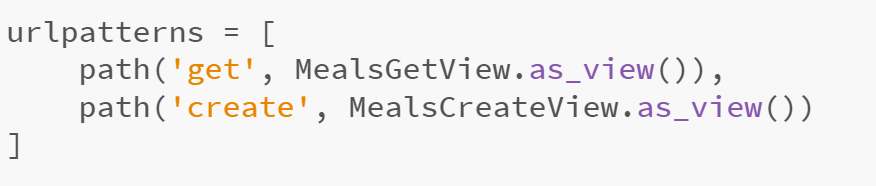 urlpatterns = [
    path('get', MealsGetView.as_view()),
    path('create', MealsCreateView.as_view())
]